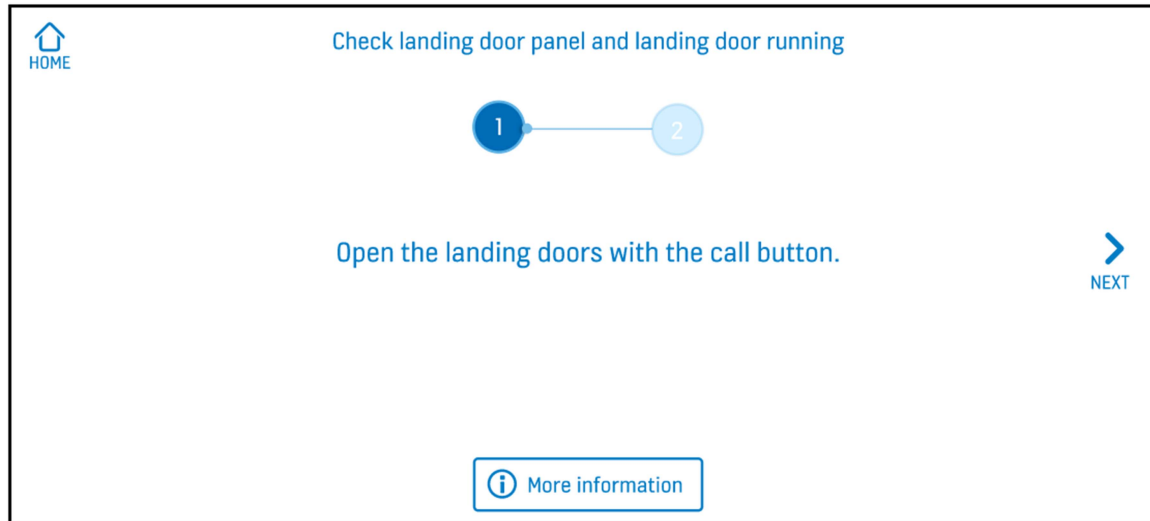 HOME
Check landing door panel and landing door running
1
2
Open the landing doors with the call button.
NEXT
More information